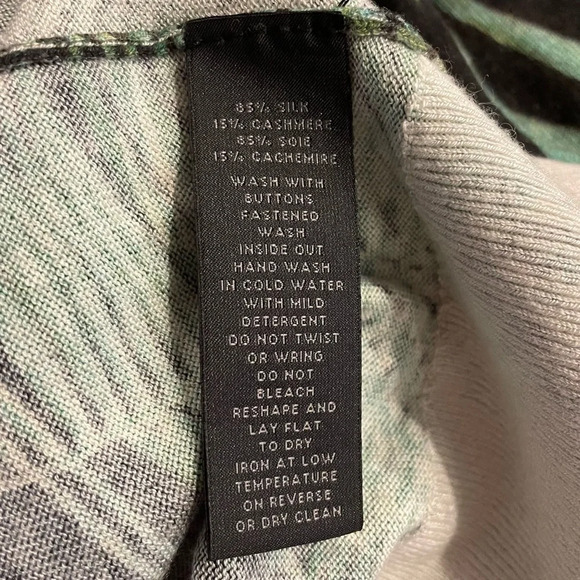 85% SILK
15% CASHMERE
85% SOIE
15% CACHEMIRE
WASH WITH
BUTTONS
FASTENED
WASH
INSIDE OUT
HAND WASH
IN COLD WATER
WITH MILD
DETERGENT
DO NOT TWIST
OR WRING
DO NOT
BLEACH
RESHAPE AND
LAY FLAT
TO DRY
IRON AT LOW
TEMPERATURE
ON REVERSE
OR DRY CLEAN